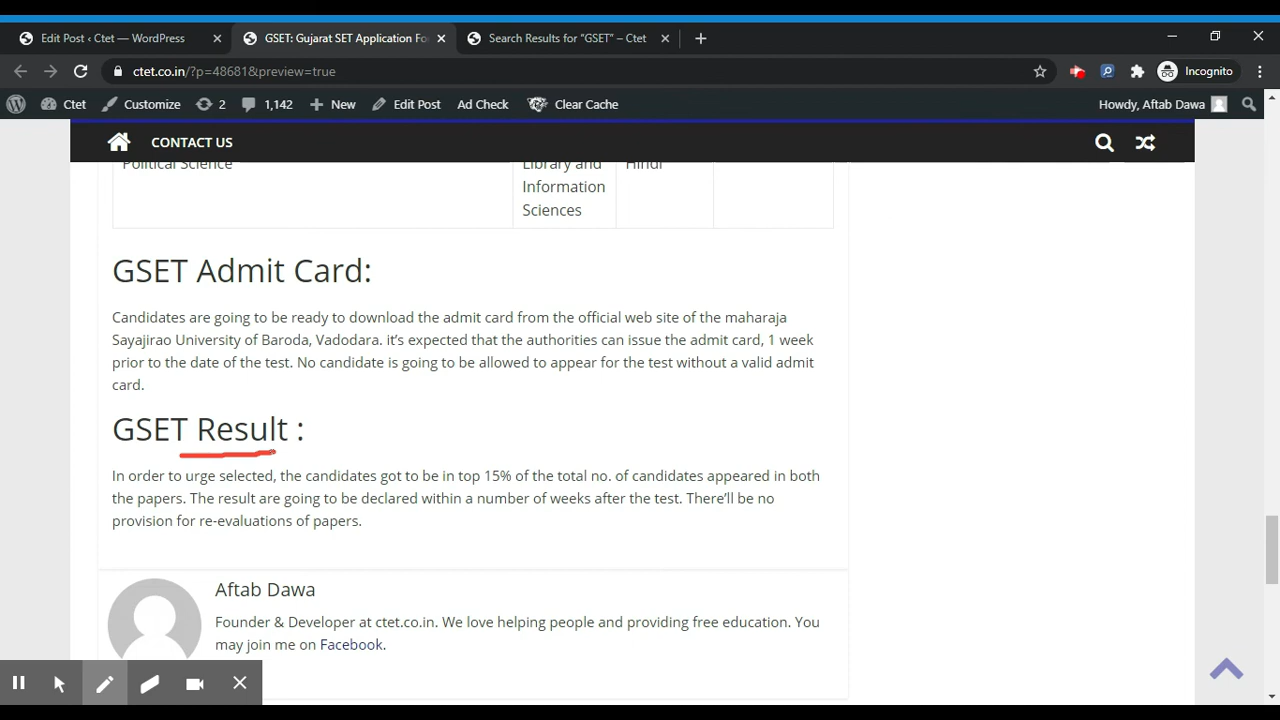 Edit Post ‹ Ctet — WordPress
GSET: Gujarat SET Application Fo
Search Results for “GSET” – Ctet
ctet.co.in/?p=48681&preview=true
Incognito
Ctet
Customize
2
1,142
New
Edit Post
Ad Check
Clear Cache
Howdy, Aftab Dawa
CONTACT US
Political Science
Library and
Information
Sciences
Hindi
GSET Admit Card:
Candidates are going to be ready to download the admit card from the official web site of the maharaja
Sayajirao University of Baroda, Vadodara. it’s expected that the authorities can issue the admit card, 1 week
prior to the date of the test. No candidate is going to be allowed to appear for the test without a valid admit
card.
GSET Result :
In order to urge selected, the candidates got to be in top 15% of the total no. of candidates appeared in both
the papers. The result are going to be declared within a number of weeks after the test. There’ll be no
provision for re-evaluations of papers.
Aftab Dawa
Founder & Developer at ctet.co.in. We love helping people and providing free education. You
may join me on Facebook.